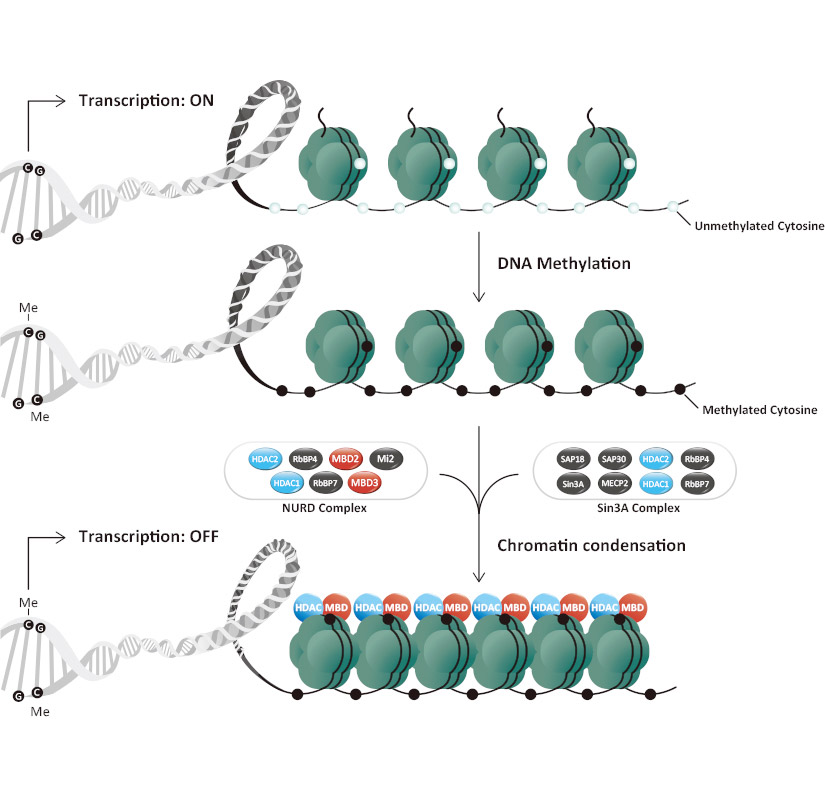 Transcription: ON
C
G
G
C
Unmethylated Cytosine
DNA Methylation
Me
C
G
G
C
Me
Methylated Cytosine
HDAC2 RbBP4 MBD2 Mi2
HDAC1 RbBP7 MBD3
NURD Complex
SAP18 SAP30 HDAC2 RbBP4
Sin3A MECP2 HDAC1 RbBP7
Sin3A Complex
Transcription: OFF
Chromatin condensation
Me
HDAC MBD HDAC MBD HDAC MBD HDAC MBD HDAC MBD HDAC MBD
C
G
G
C
Me